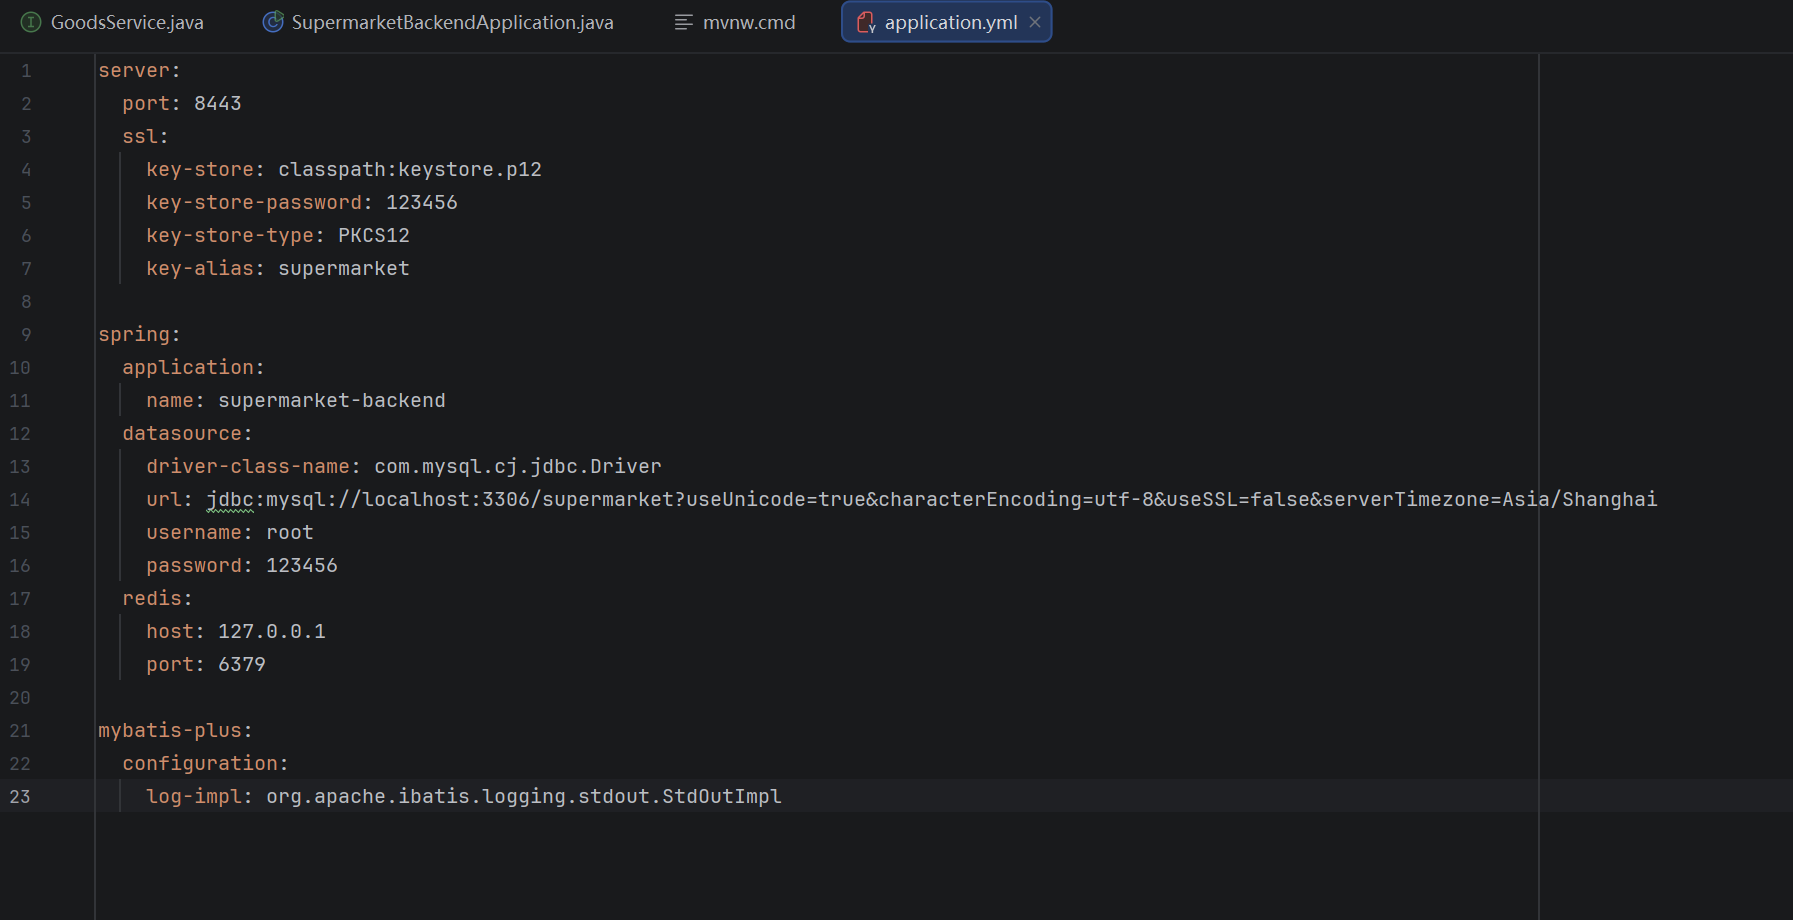 GoodsService.java SupermarketBackendApplication.java mvnw.cmd application.yml
1 server:
2 port: 8443
3 ssl:
4 key-store: classpath:keystore.p12
5 key-store-password: 123456
6 key-store-type: PKCS12
7 key-alias: supermarket
8
9 spring:
10 application:
11 name: supermarket-backend
12 datasource:
13 driver-class-name: com.mysql.cj.jdbc.Driver
14 url: jdbc:mysql://localhost:3306/supermarket?useUnicode=true&characterEncoding=utf-8&useSSL=false&serverTimezone=Asia/Shanghai
15 username: root
16 password: 123456
17 redis:
18 host: 127.0.0.1
19 port: 6379
20
21 mybatis-plus:
22 configuration:
23 log-impl: org.apache.ibatis.logging.stdout.StdOutImpl